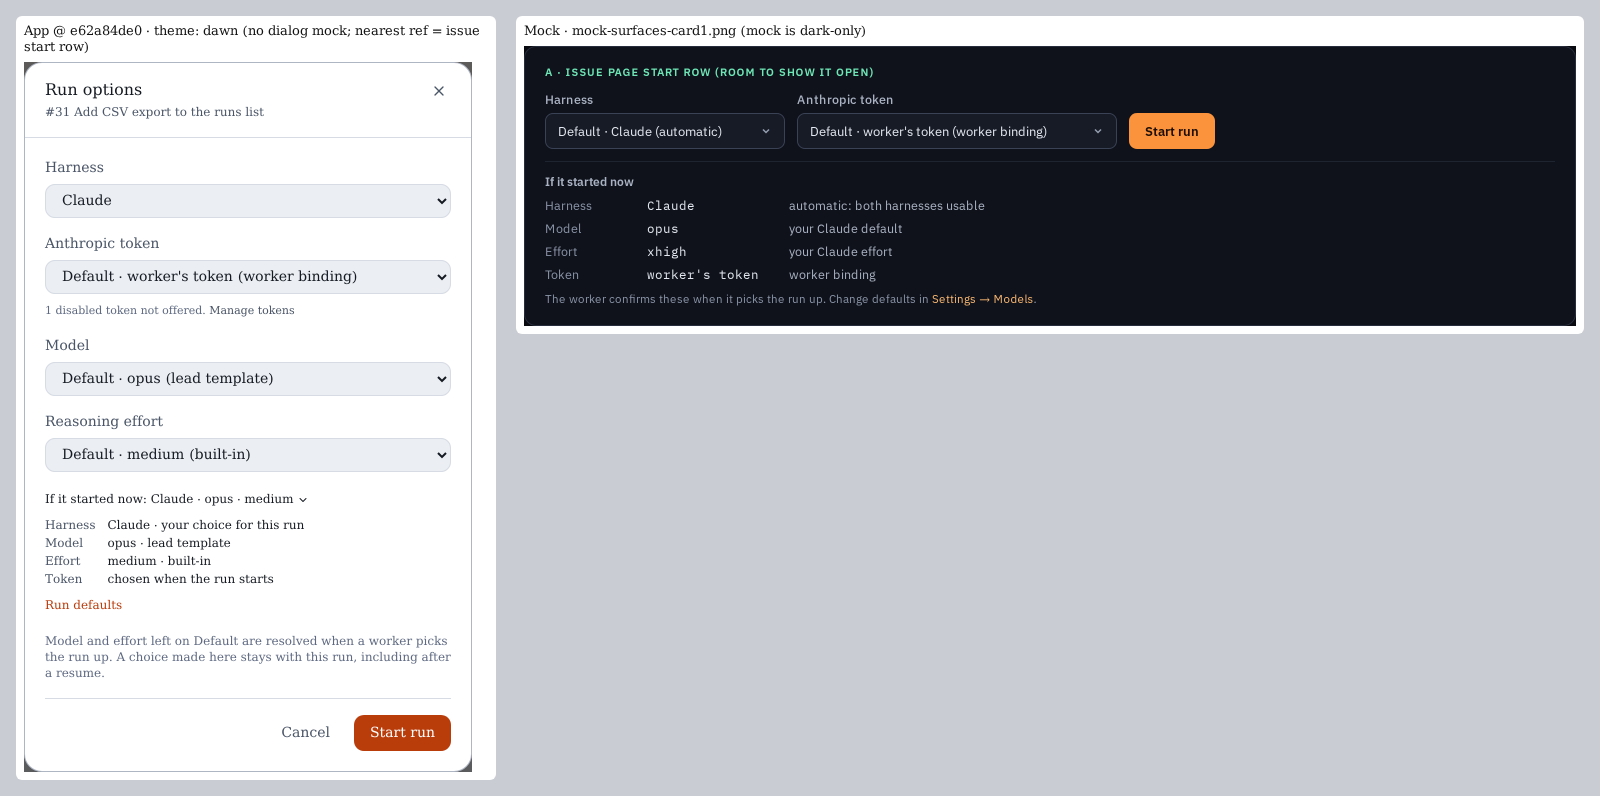 App @ e62a84de0 · theme: dawn (no dialog mock; nearest ref = issue
start row)
Run options
#31 Add CSV export to the runs list
Harness
Claude
Anthropic token
Default · worker's token (worker binding)
1 disabled token not offered. Manage tokens
Model
Default · opus (lead template)
Reasoning effort
Default · medium (built-in)
If it started now: Claude · opus · medium
Harness Claude · your choice for this run
Model opus · lead template
Effort medium · built-in
Token chosen when the run starts
Run defaults
Model and effort left on Default are resolved when a worker picks
the run up. A choice made here stays with this run, including after
a resume.
Cancel Start run
Mock · mock-surfaces-card1.png (mock is dark-only)
A · ISSUE PAGE START ROW (ROOM TO SHOW IT OPEN)
Harness Anthropic token
Default · Claude (automatic) Default · worker's token (worker binding) Start run
If it started now
Harness Claude automatic: both harnesses usable
Model opus your Claude default
Effort xhigh your Claude effort
Token worker's token worker binding
The worker confirms these when it picks the run up. Change defaults in Settings → Models.